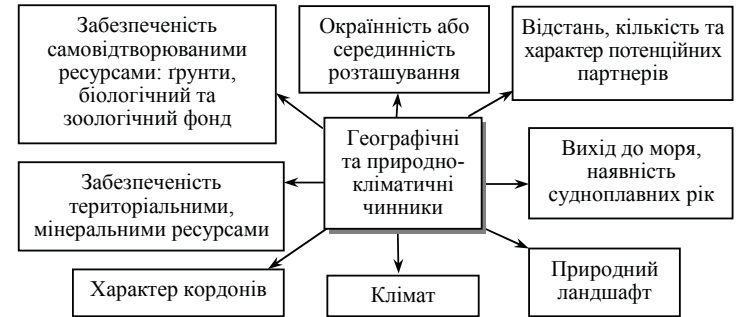 Забезпеченість
самовідтворюваними
ресурсами: ґрунти,
біологічний та
зоологічний фонд
Окраїнність або
серединність
розташування
Відстань, кількість та
характер потенційних
партнерів
Географічні
та природно-
кліматичні
чинники
Забезпеченість
територіальними,
мінеральними ресурсами
Вихід до моря,
наявність
судноплавних рік
Характер кордонів
Клімат
Природний
ландшафт